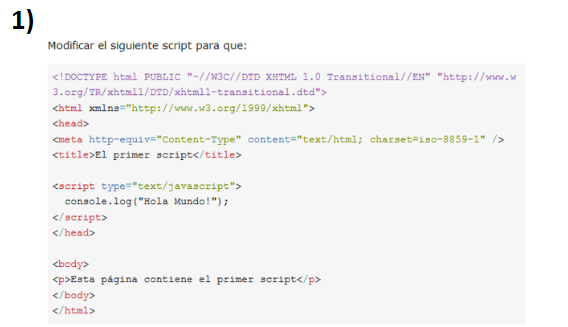 1)
Modificar el siguiente script para que:
<!DOCTYPE html PUBLIC "-//W3C//DTD XHTML 1.0 Transitional//EN" "http://www.w
3.org/TR/xhtml1/DTD/xhtml1-transitional.dtd">
<html xmlns="http://www.w3.org/1999/xhtml">
<head>
<meta http-equiv="Content-Type" content="text/html; charset=iso-8859-1" />
<title>El primer script</title>
<script type="text/javascript">
console.log("Hola Mundo!");
</script>
</head>
<body>
<p>Esta página contiene el primer script</p>
</body>
</html>